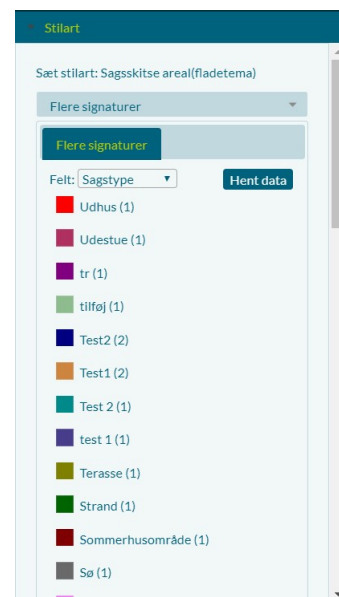 Stilart
Sæt stilart: Sagsskitse areal(fladetema)
Flere signaturer
Flere signaturer
Felt: Sagstype Hent data
Udhus (1)
Udestue (1)
tr (1)
tilføj (1)
Test2 (2)
Test1 (2)
Test 2 (1)
test 1 (1)
Terasse (1)
Strand (1)
Sommerhusområde (1)
Sø (1)